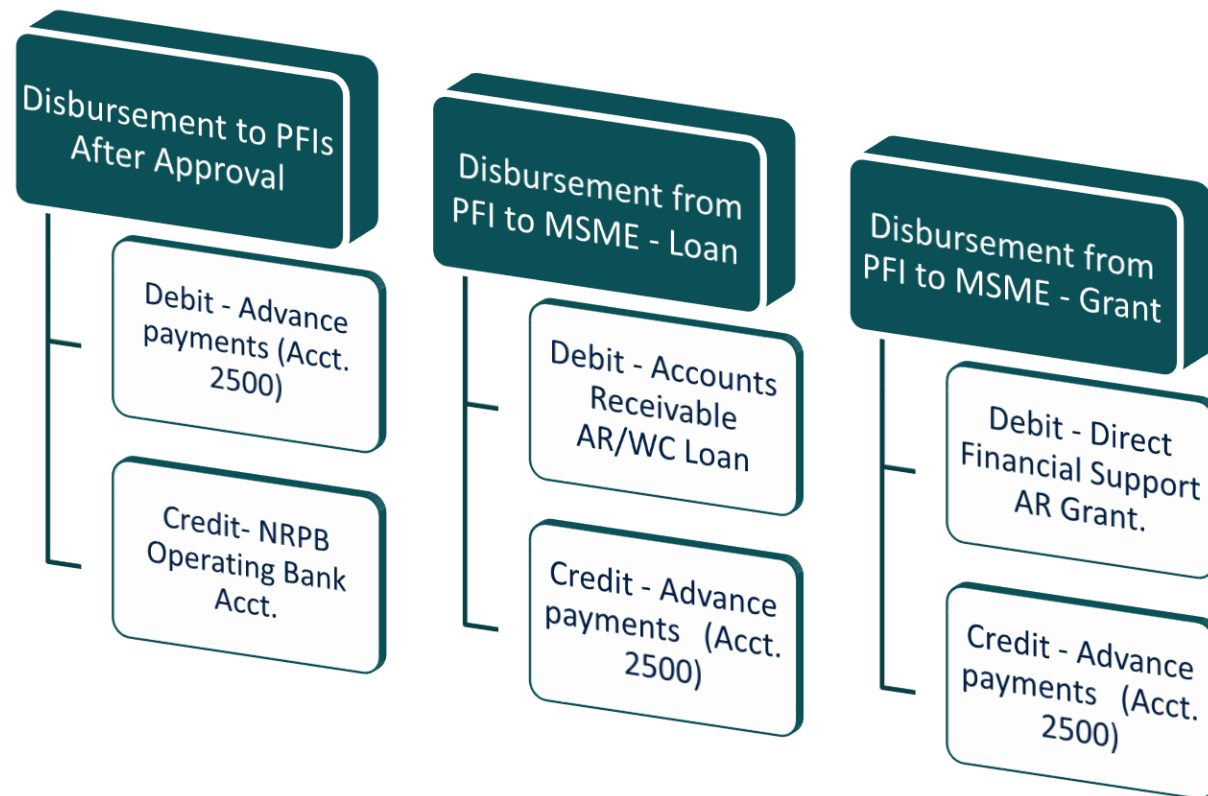 Disbursement to PFIs
After Approval
Debit - Advance
payments (Acct.
2500)
Credit- NRPB
Operating Bank
Acct.
Disbursement from
PFI to MSME - Loan
Debit - Accounts
Receivable
AR/WC Loan
Credit - Advance
payments (Acct.
2500)
Disbursement from
PFI to MSME - Grant
Debit - Direct
Financial Support
AR Grant.
Credit - Advance
payments (Acct.
2500)